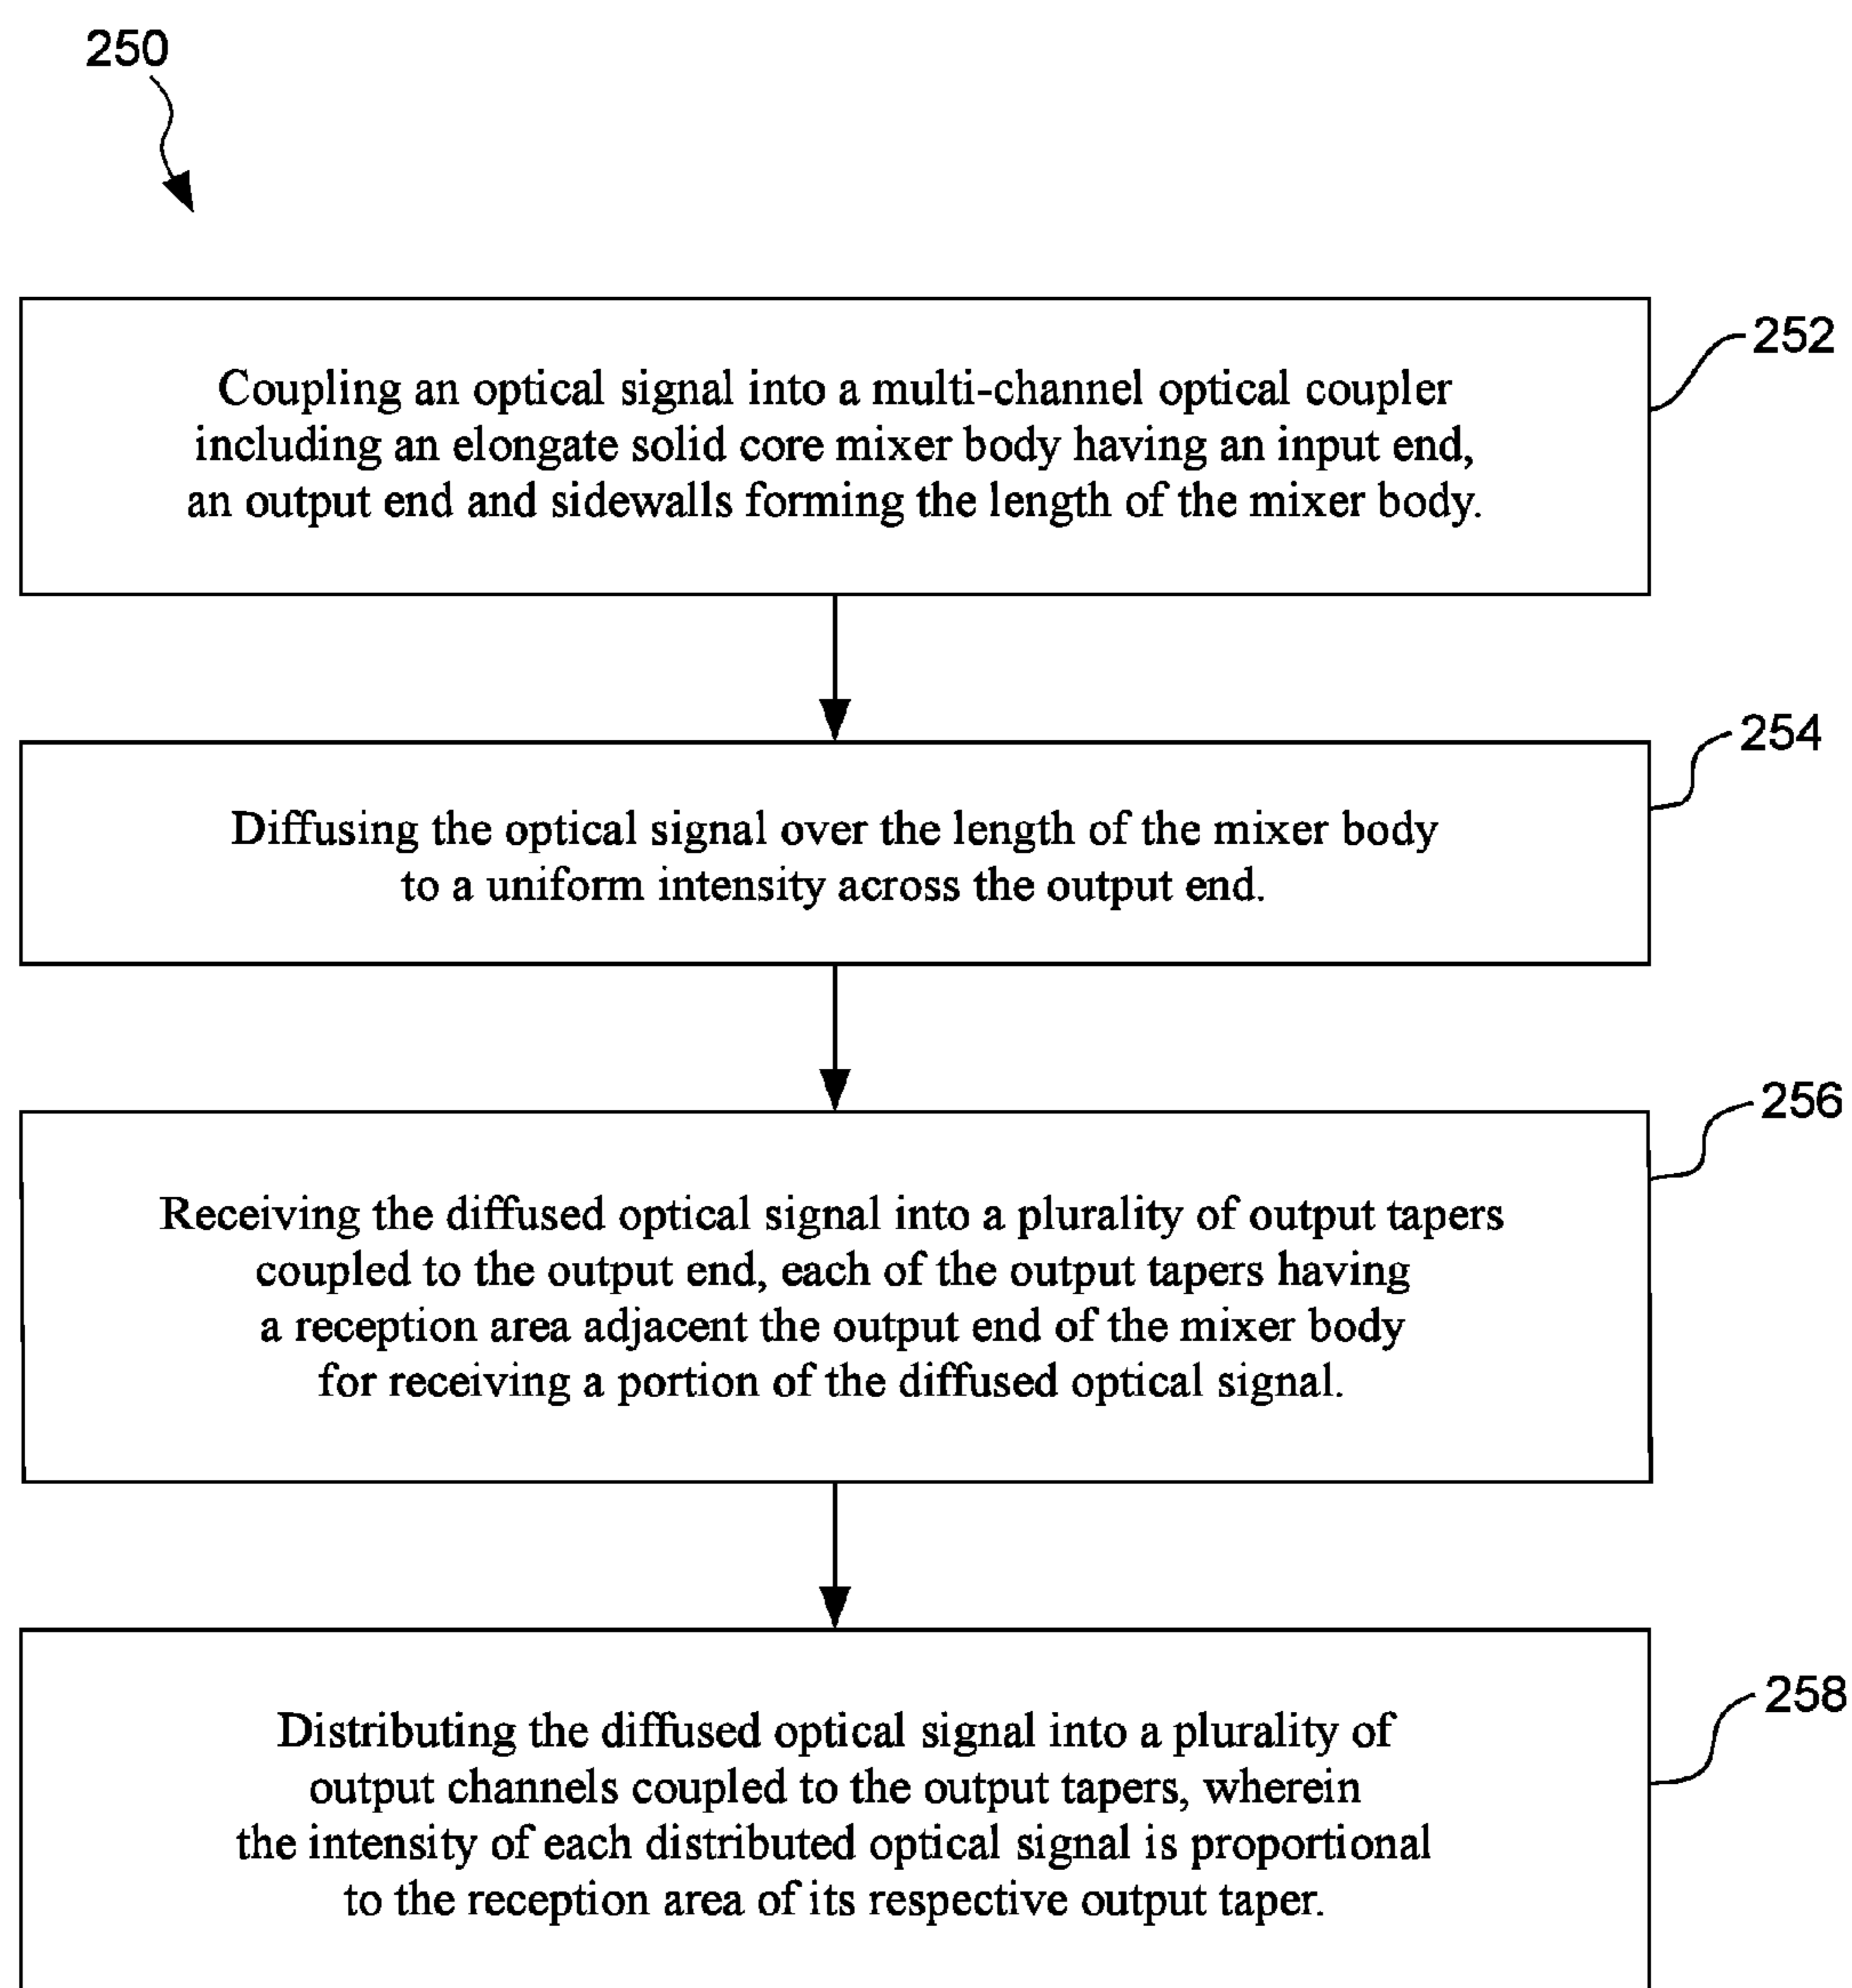 250
252
Coupling an optical signal into a multi-channel optical coupler
including an elongate solid core mixer body having an input end,
an output end and sidewalls forming the length of the mixer body.
254
Diffusing the optical signal over the length of the mixer body
to a uniform intensity across the output end.
256
Receiving the diffused optical signal into a plurality of output tapers
coupled to the output end, each of the output tapers having
a reception area adjacent the output end of the mixer body
for receiving a portion of the diffused optical signal.
258
Distributing the diffused optical signal into a plurality of
output channels coupled to the output tapers, wherein
the intensity of each distributed optical signal is proportional
to the reception area of its respective output taper.